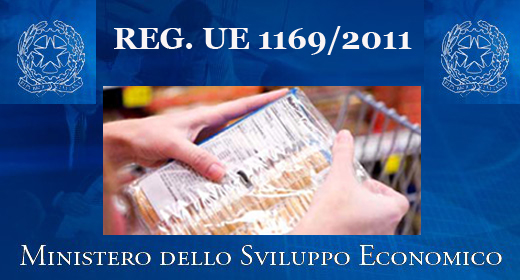 REG. UE 1169/2011
MINISTERO DELLO SVILUPPO ECONOMICO